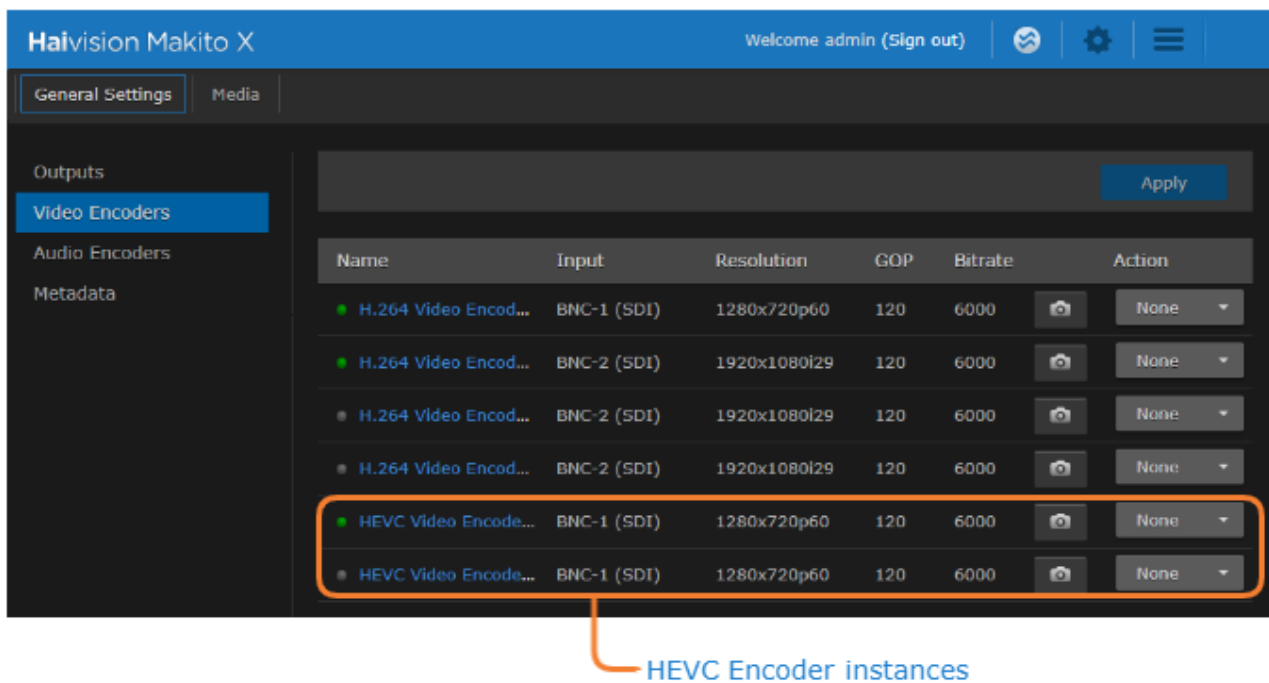 Haivision Makito X
Welcome admin (Sign out)
General Settings
Media
Outputs
Video Encoders
Audio Encoders
Metadata
Apply
Name Input Resolution GOP Bitrate Action
H.264 Video Encod... BNC-1 (SDI) 1280x720p60 120 6000 None
H.264 Video Encod... BNC-2 (SDI) 1920x1080i29 120 6000 None
H.264 Video Encod... BNC-2 (SDI) 1920x1080i29 120 6000 None
H.264 Video Encod... BNC-2 (SDI) 1920x1080i29 120 6000 None
HEVC Video Encode... BNC-1 (SDI) 1280x720p60 120 6000 None
HEVC Video Encode... BNC-1 (SDI) 1280x720p60 120 6000 None
HEVC Encoder instances